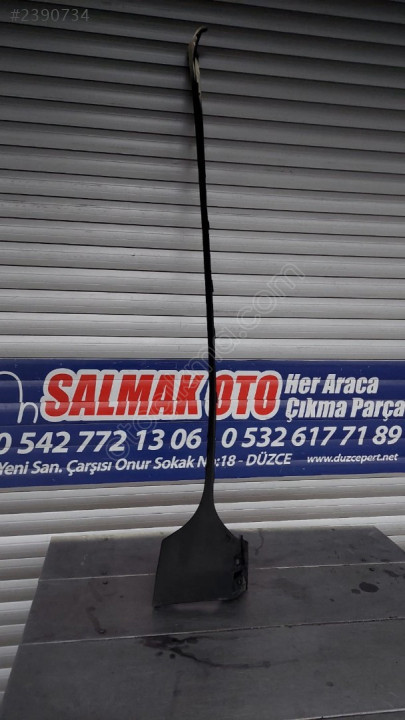 #2390734
SALMAK OTO
Her Araca
Çıkma Parça
0 542 772 13 06 - 0 532 617 71 89
Yeni San. Çarşısı Onur Sokak No:18 - DÜZCE www.duzcepert.net